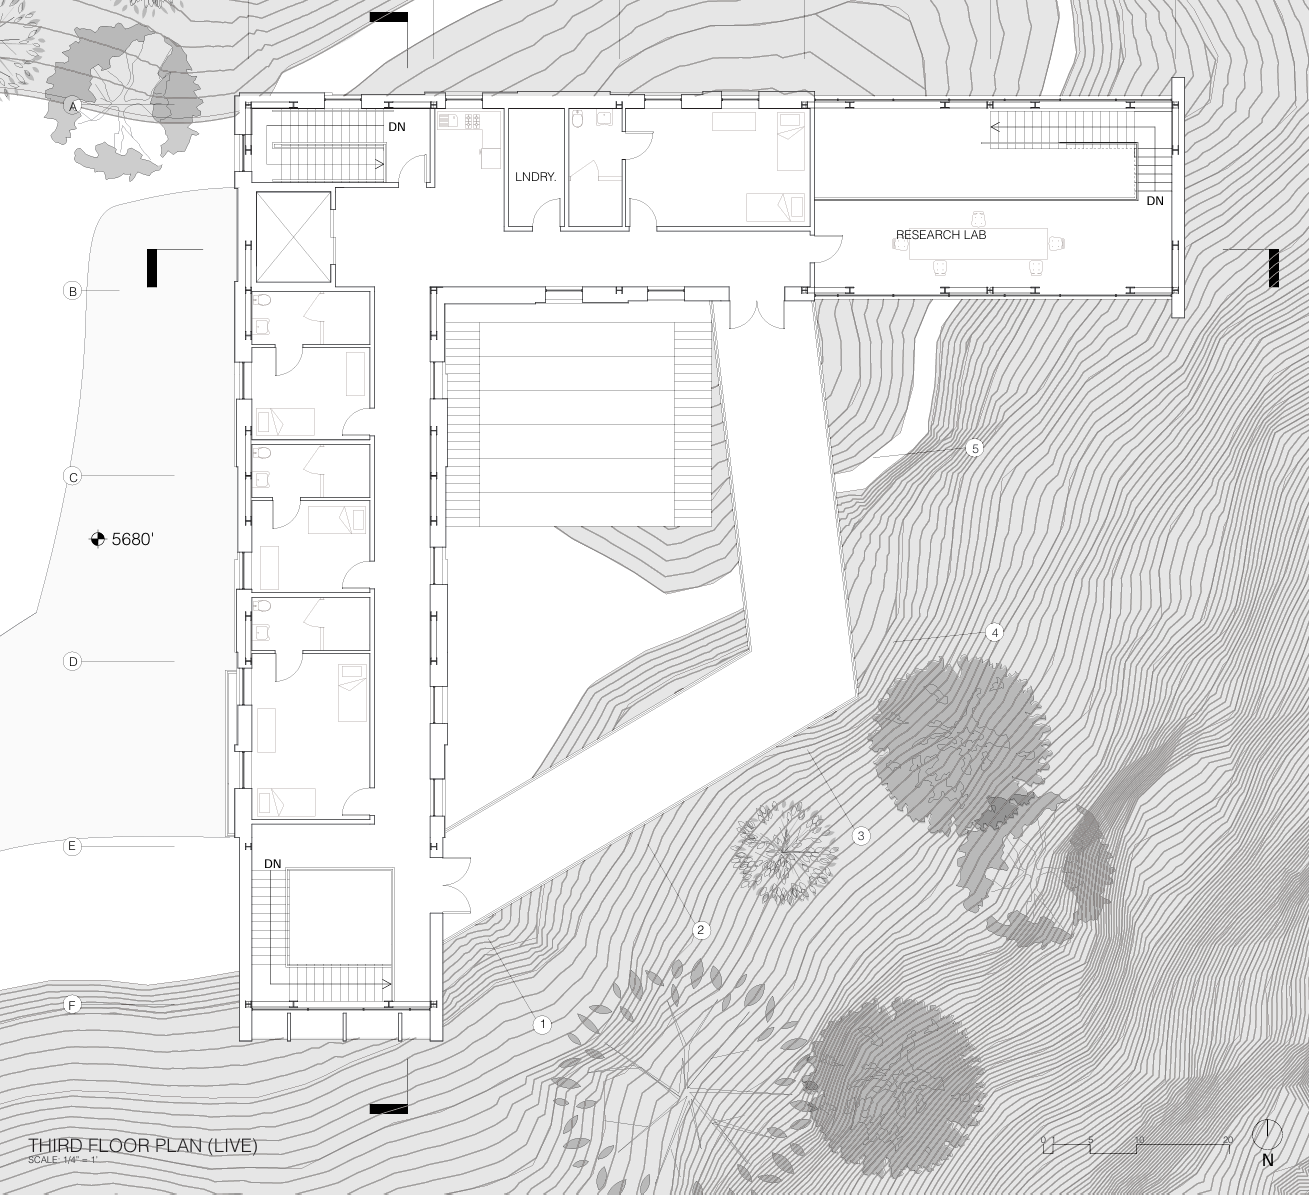 A
DN
LNDRY.
DN
RESEARCH LAB
B
5
C
5680'
4
D
3
E
DN
2
F
1
THIRD FLOOR PLAN (LIVE)
SCALE: 1/4" = 1'
0 1 5 10 20
N